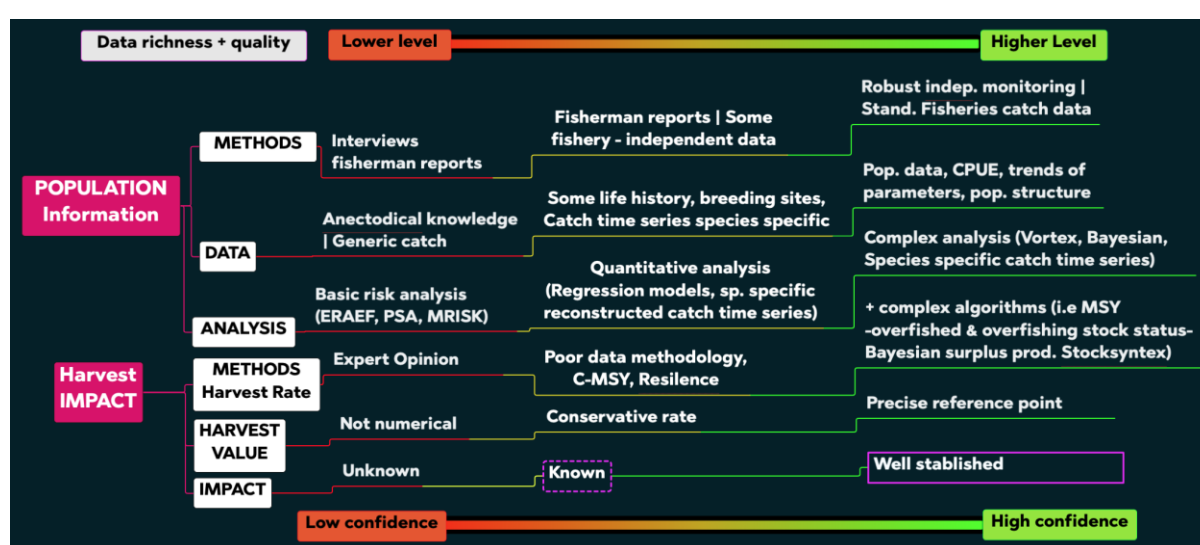 Data richness + quality
Lower level
Higher Level
POPULATION
Information
METHODS
Interviews
fisherman reports
Fisherman reports | Some
fishery - independent data
Robust indep. monitoring |
Stand. Fisheries catch data
DATA
Anectodical knowledge
| Generic catch
Some life history, breeding sites,
Catch time series species specific
Pop. data, CPUE, trends of
parameters, pop. structure
ANALYSIS
Basic risk analysis
(ERAEF, PSA, MRISK)
Quantitative analysis
(Regression models, sp. specific
reconstructed catch time series)
Complex analysis (Vortex, Bayesian,
Species specific catch time series)
Harvest
IMPACT
METHODS
Harvest Rate
Expert Opinion
Poor data methodology,
C-MSY, Resilence
+ complex algorithms (i.e MSY
-overfished & overfishing stock status-
Bayesian surplus prod. Stocksyntex)
HARVEST
VALUE
Not numerical
Conservative rate
Precise reference point
IMPACT
Unknown
Known
Well stablished
Low confidence
High confidence